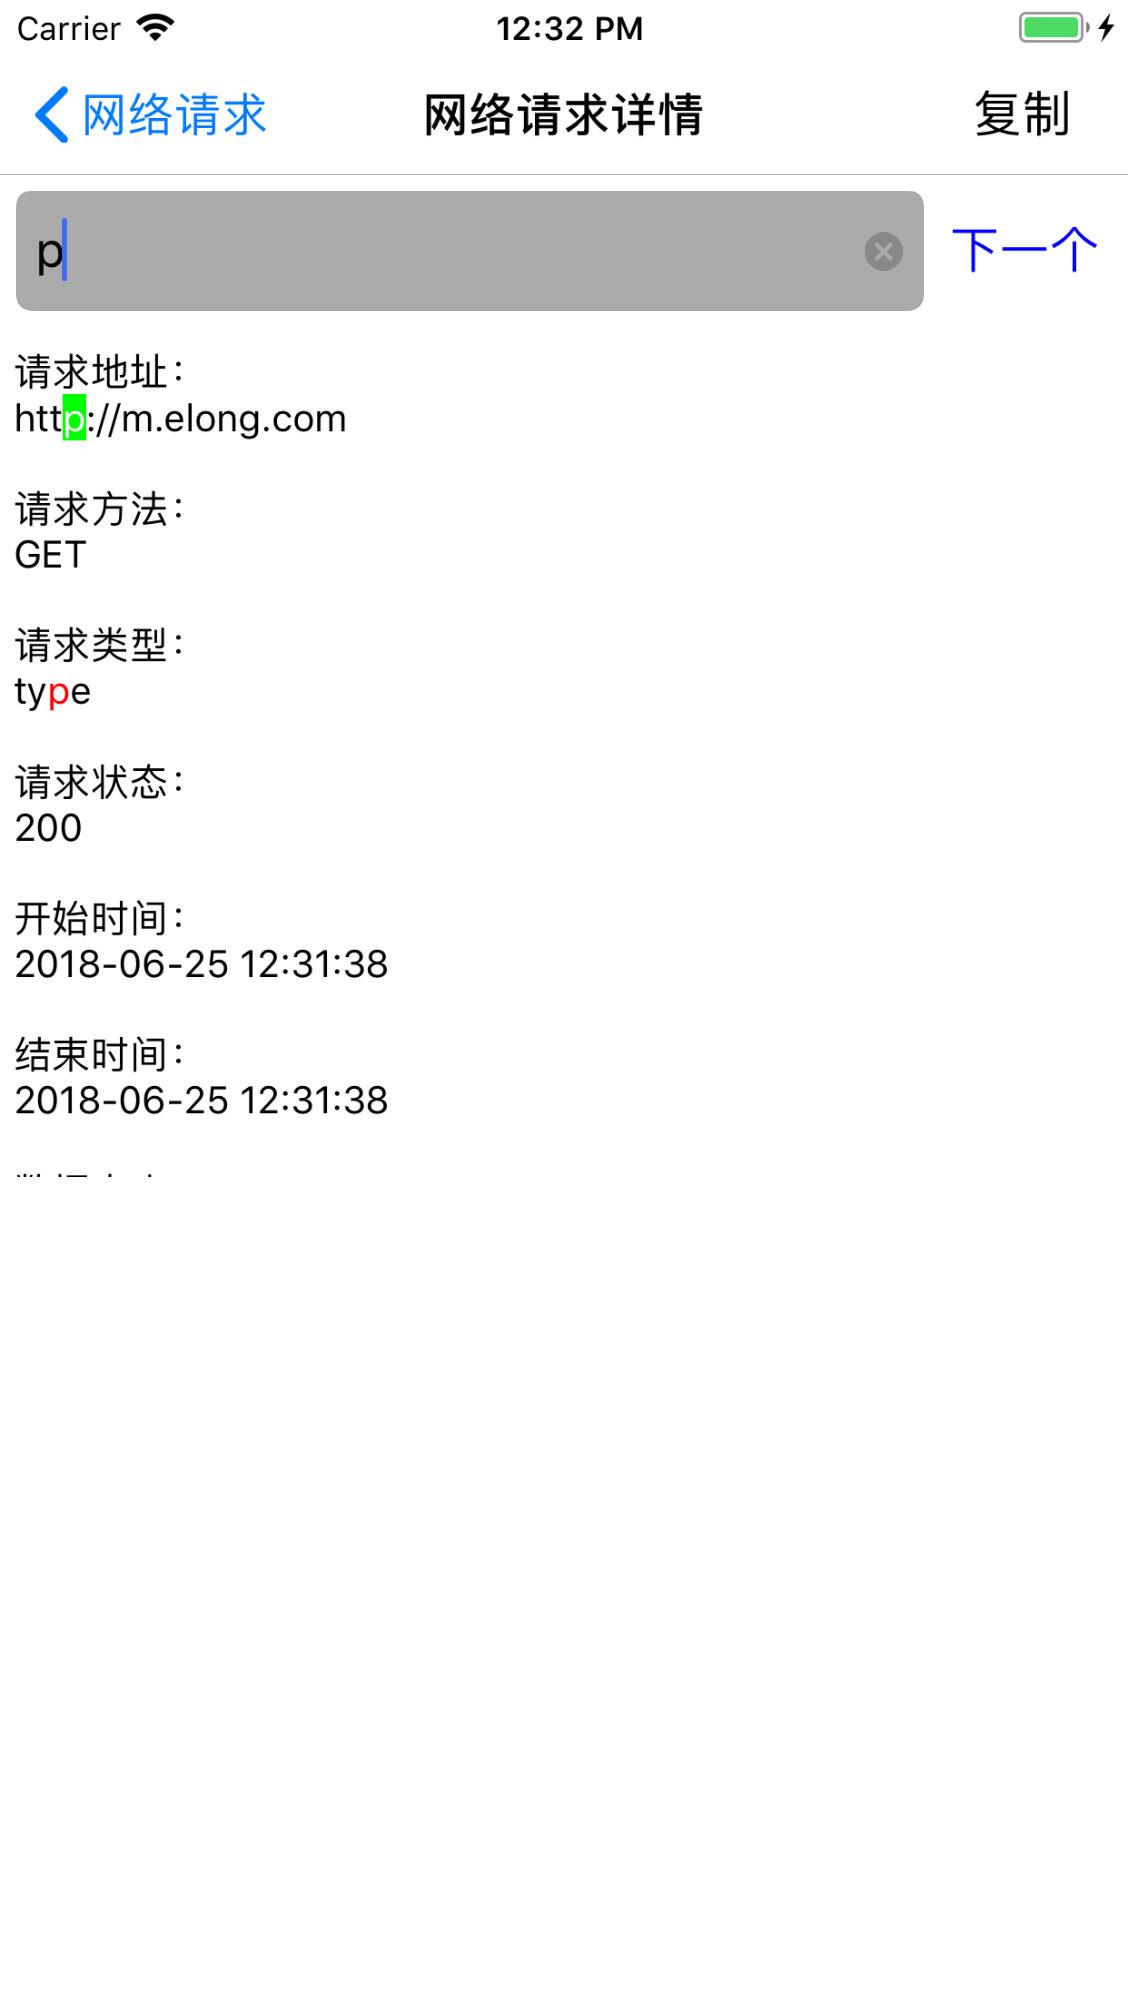 Carrier 12:32 PM
网络请求 网络请求详情 复制
p 下一个
请求地址：
http://m.elong.com
请求方法：
GET
请求类型：
type
请求状态：
200
开始时间：
2018-06-25 12:31:38
结束时间：
2018-06-25 12:31:38